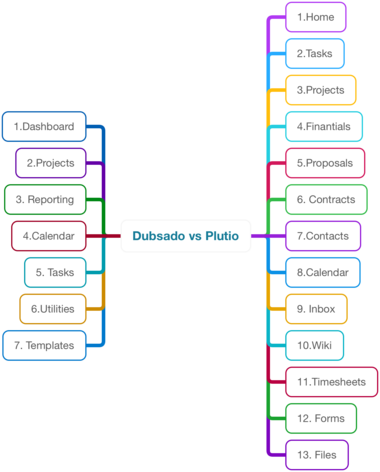 Dubsado vs Plutio
1.Dashboard
2.Projects
3. Reporting
4.Calendar
5. Tasks
6.Utilities
7. Templates
1.Home
2.Tasks
3.Projects
4.Finantials
5.Proposals
6. Contracts
7.Contacts
8.Calendar
9. Inbox
10.Wiki
11.Timesheets
12. Forms
13. Files